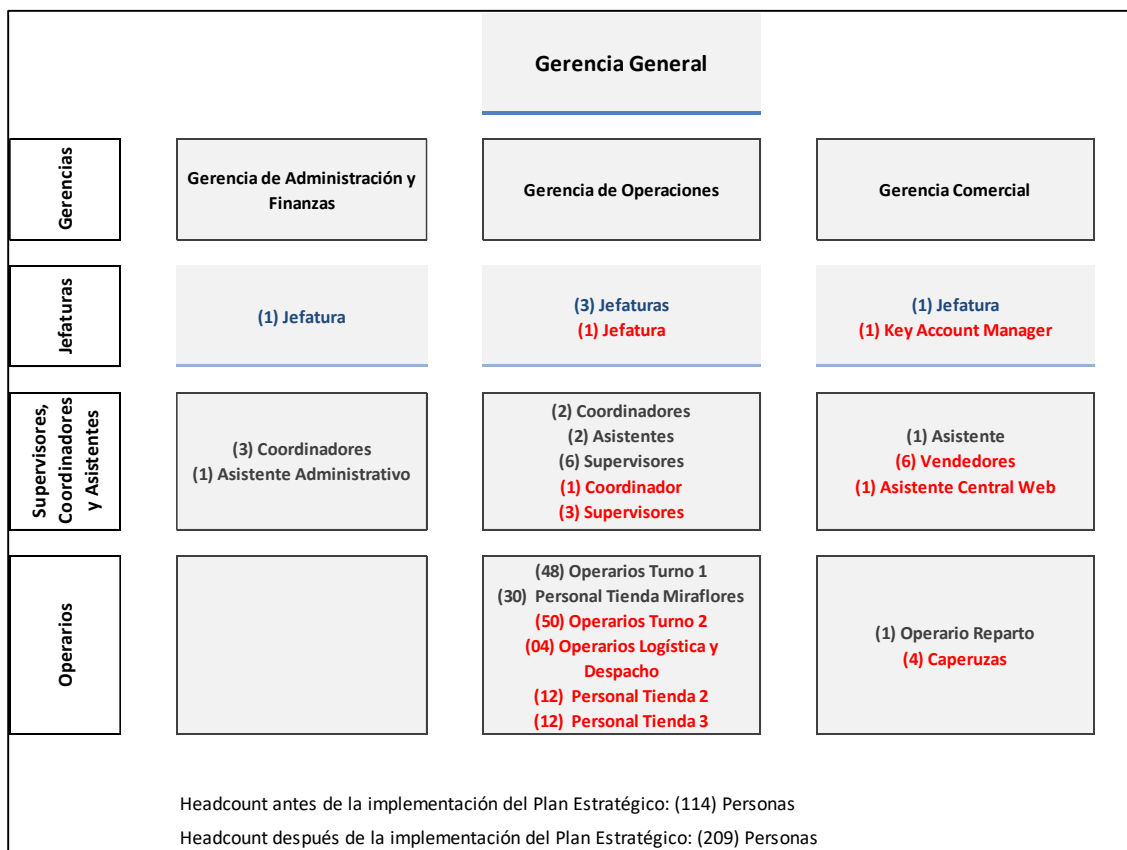 Gerencia General
Gerencias
Gerencia de Administración y
Finanzas
Gerencia de Operaciones
Gerencia Comercial
Jefaturas
(1) Jefatura
(3) Jefaturas
(1) Jefatura
(1) Jefatura
(1) Key Account Manager
Supervisores,
Coordinadores
y Asistentes
(3) Coordinadores
(1) Asistente Administrativo
(2) Coordinadores
(2) Asistentes
(6) Supervisores
(1) Coordinador
(3) Supervisores
(1) Asistente
(6) Vendedores
(1) Asistente Central Web
Operarios
(48) Operarios Turno 1
(30) Personal Tienda Miraflores
(50) Operarios Turno 2
(04) Operarios Logística y
Despacho
(12) Personal Tienda 2
(12) Personal Tienda 3
(1) Operario Reparto
(4) Caperuzas
Headcount antes de la implementación del Plan Estratégico: (114) Personas
Headcount después de la implementación del Plan Estratégico: (209) Personas